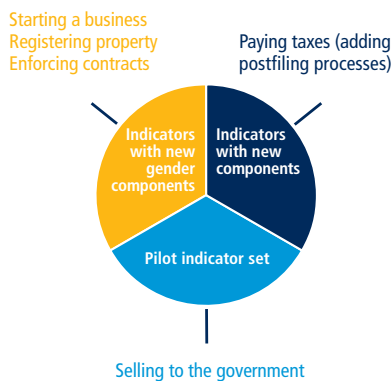 Starting a business
Registering property
Enforcing contracts
Paying taxes (adding
postfiling processes)
Indicators
with new
gender
components
Indicators
with new
components
Pilot indicator set
Selling to the government